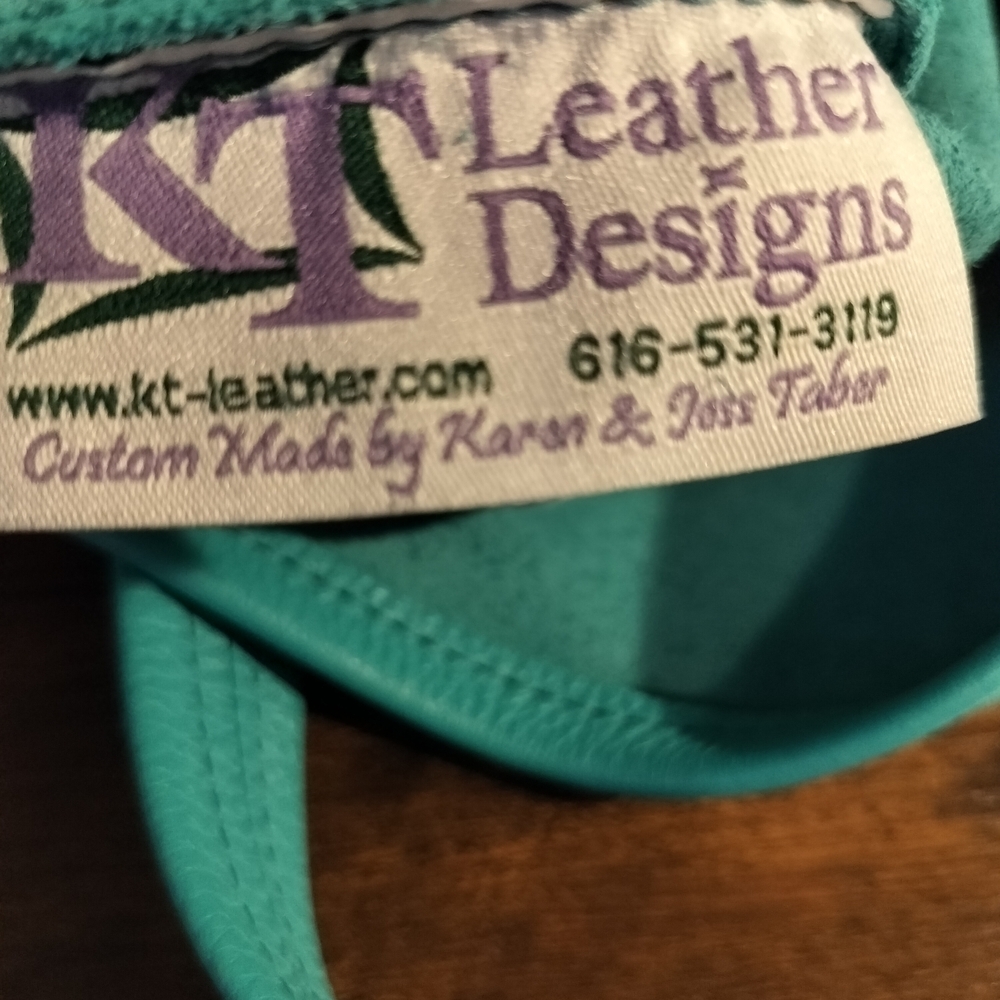 KT Leather
Designs
www.kt-leather.com 616-531-3119
Custom Made by Karen & Jess Taber